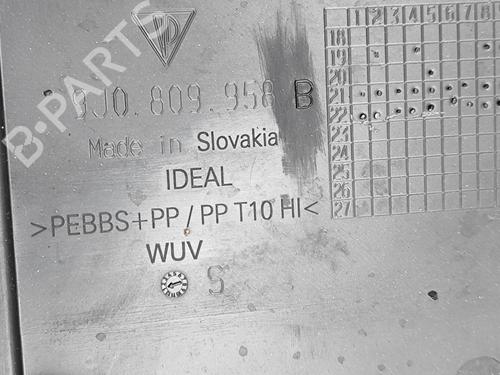 B-PARTS
9J0.809.958 B
Made in Slovakia
IDEAL
>PEBBS+PP / PP T10 HI<
WUV
S
1 2 3 4 5 6 7 8
18
19
20
21
22
23
24
25
26
27